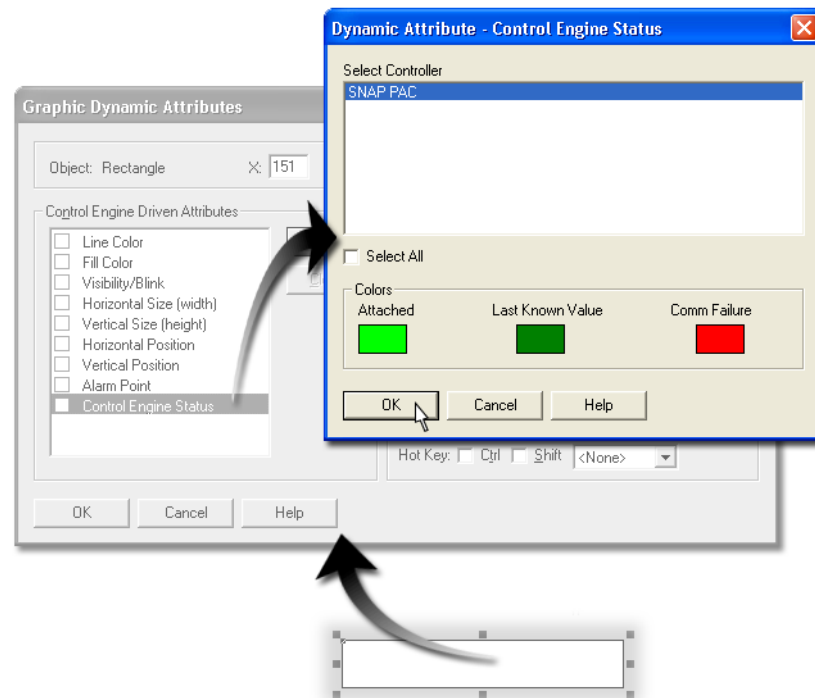 Dynamic Attribute - Control Engine Status
Select Controller
SNAP PAC
Select All
Colors
Attached Last Known Value Comm Failure
OK Cancel Help
Graphic Dynamic Attributes
Object: Rectangle X: 151
Control Engine Driven Attributes
Line Color
Fill Color
Visibility/Blink
Horizontal Size (width)
Vertical Size (height)
Horizontal Position
Vertical Position
Alarm Point
Control Engine Status
Hot Key: Ctrl Shift <None>
OK Cancel Help